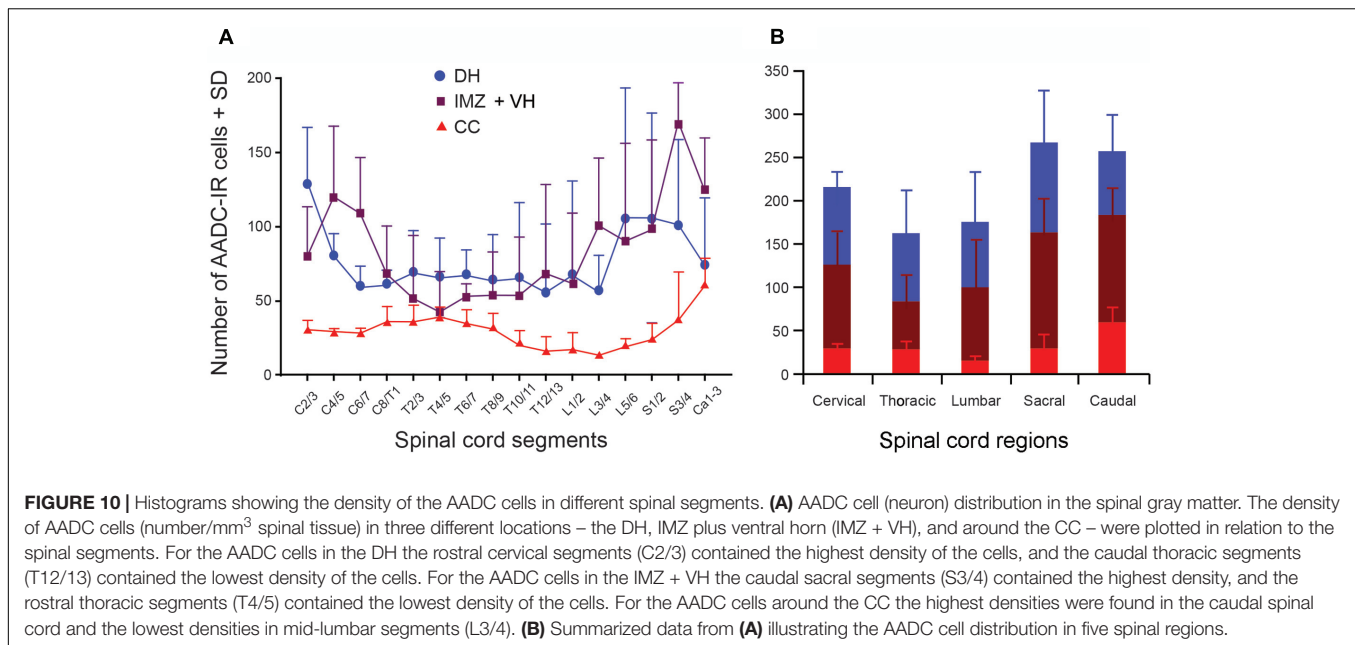 A
B
Number of AADC-IR cells + SD
200
150
100
50
0
DH
IMZ + VH
CC
C2/3
C4/5
C6/7
C8/T1
T2/3
T4/5
T6/7
T8/9
T10/11
T12/13
L1/2
L3/4
L5/6
S1/2
S3/4
Ca1-3
Spinal cord segments
350
300
250
200
150
100
50
0
Cervical
Thoracic
Lumbar
Sacral
Caudal
Spinal cord regions
FIGURE 10 | Histograms showing the density of the AADC cells in different spinal segments. (A) AADC cell (neuron) distribution in the spinal gray matter. The density
of AADC cells (number/mm³ spinal tissue) in three different locations – the DH, IMZ plus ventral horn (IMZ + VH), and around the CC – were plotted in relation to the
spinal segments. For the AADC cells in the DH the rostral cervical segments (C2/3) contained the highest density of the cells, and the caudal thoracic segments
(T12/13) contained the lowest density of the cells. For the AADC cells in the IMZ + VH the caudal sacral segments (S3/4) contained the highest density, and the
rostral thoracic segments (T4/5) contained the lowest density of the cells. For the AADC cells around the CC the highest densities were found in the caudal spinal
cord and the lowest densities in mid-lumbar segments (L3/4). (B) Summarized data from (A) illustrating the AADC cell distribution in five spinal regions.